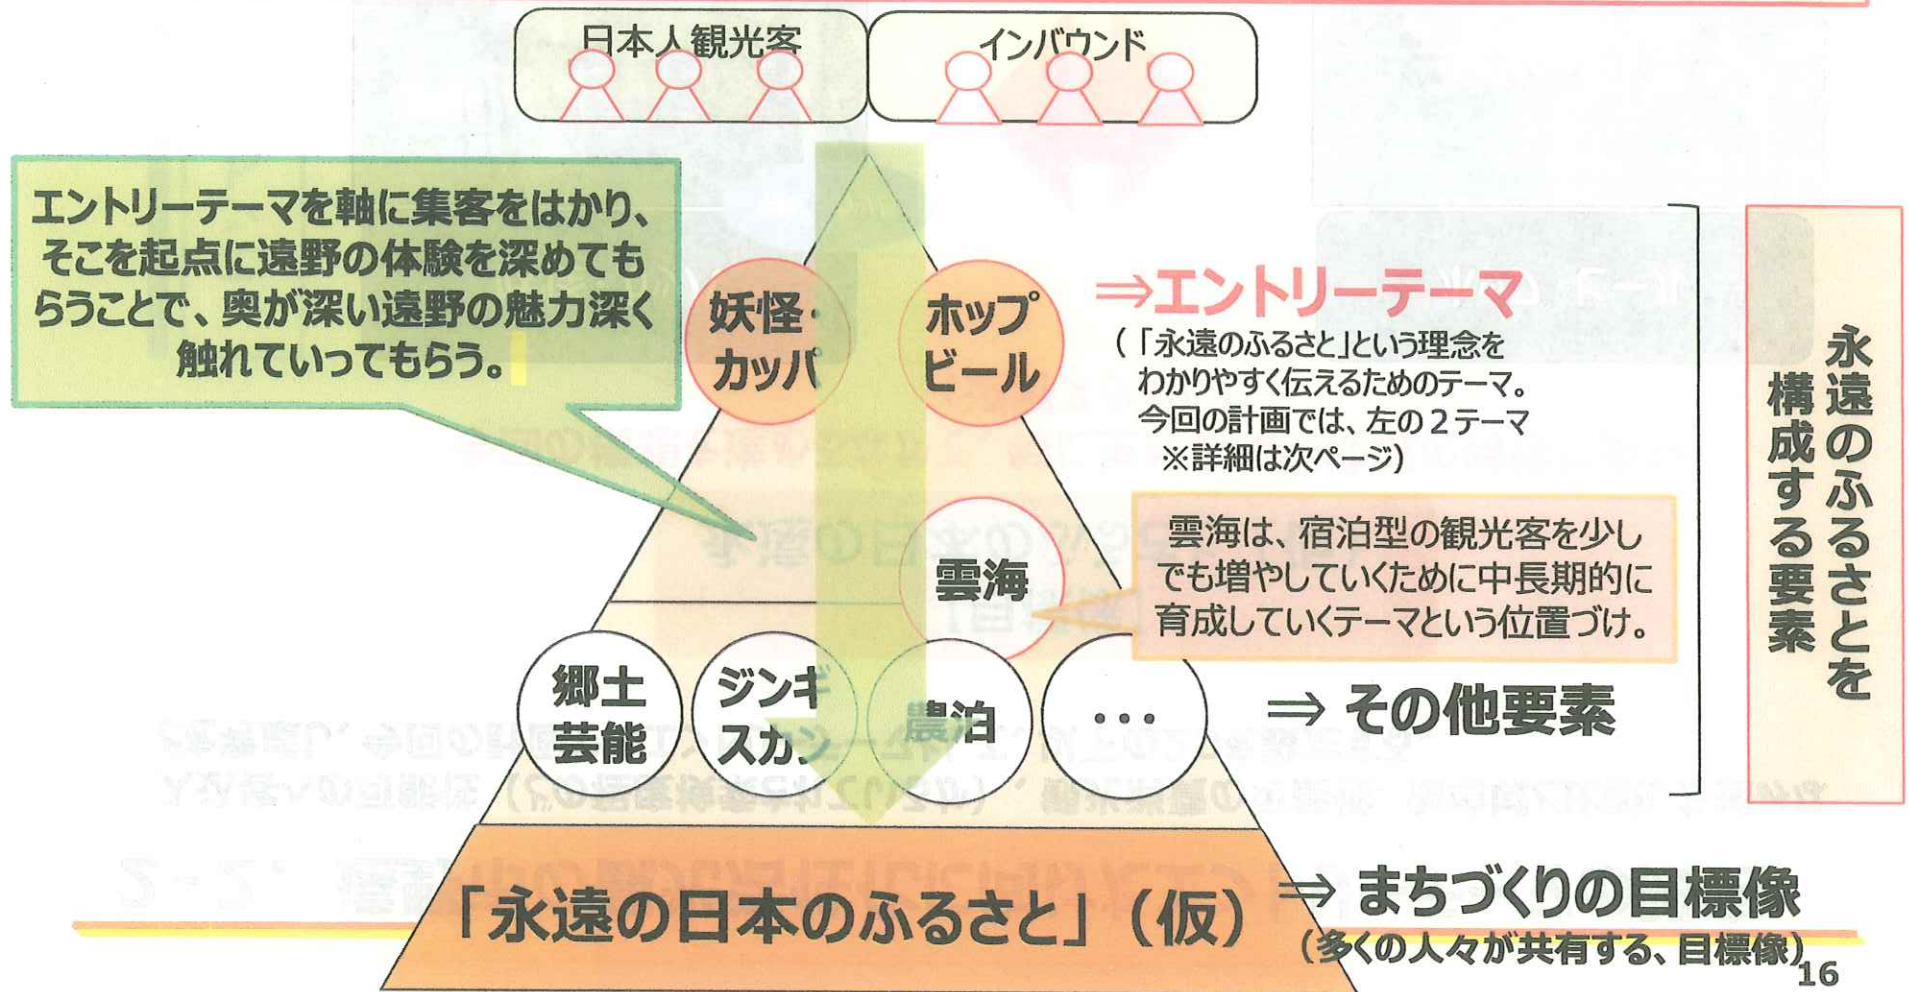 日本人観光客
インバウンド
エントリーテーマを軸に集客をはかり、
そこを起点に遠野の体験を深めても
らうことで、奥が深い遠野の魅力深く
触れていってもらう。
妖怪・
カッパ
ホップ
ビール
⇒エントリーテーマ
(「永遠のふるさと」という理念を
わかりやすく伝えるためのテーマ。
今回の計画では、左の2テーマ
※詳細は次ページ)
雲海
雲海は、宿泊型の観光客を少し
でも増やしていくために中長期的に
育成していくテーマという位置づけ。
郷土
芸能
ジンギ
スカン
農泊
・・・
⇒ その他要素
永遠のふるさとを
構成する要素
「永遠の日本のふるさと」(仮)
⇒ まちづくりの目標像
(多くの人々が共有する、目標像)
16